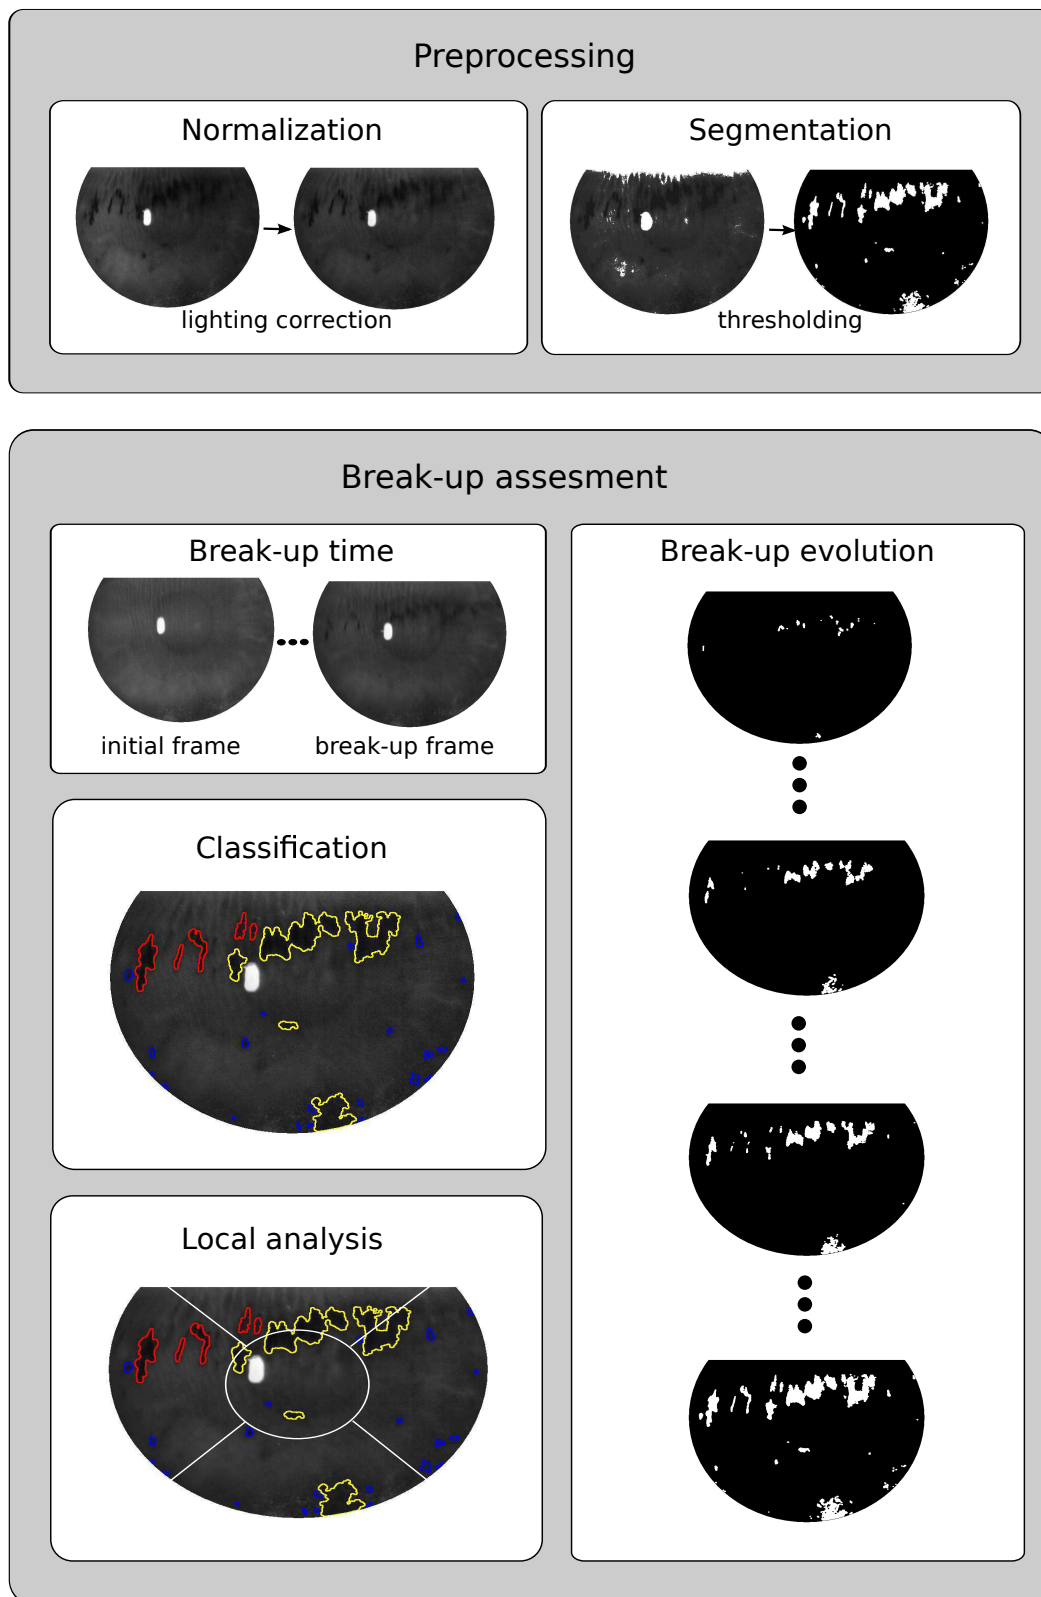 Preprocessing
Normalization
lighting correction
Segmentation
thresholding
Break-up assesment
Break-up time
initial frame
break-up frame
Classification
Local analysis
Break-up evolution